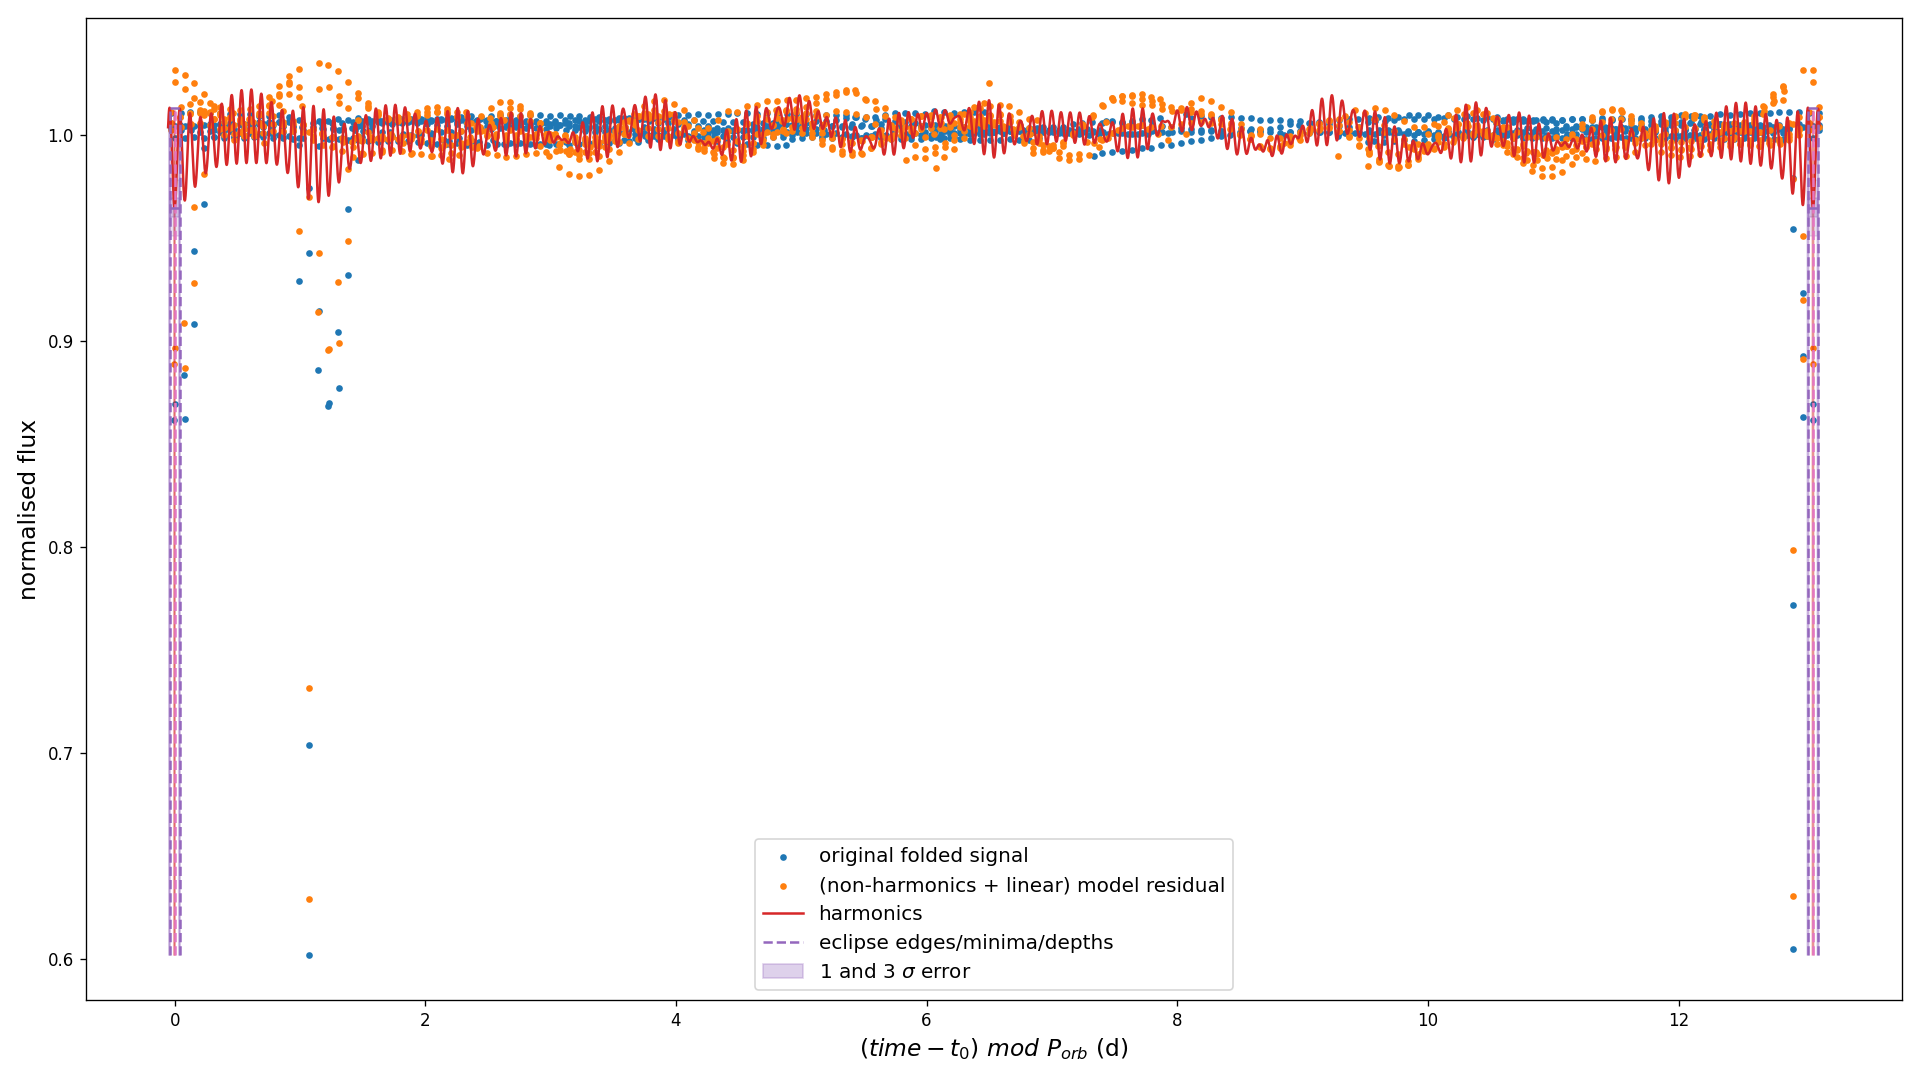 normalised flux
1.0
0.9
0.8
0.7
0.6
original folded signal
(non-harmonics + linear) model residual
harmonics
eclipse edges/minima/depths
1 and 3 σ error
0 2 4 6 8 10 12
(time − t₀) mod Pₒᵣb (d)